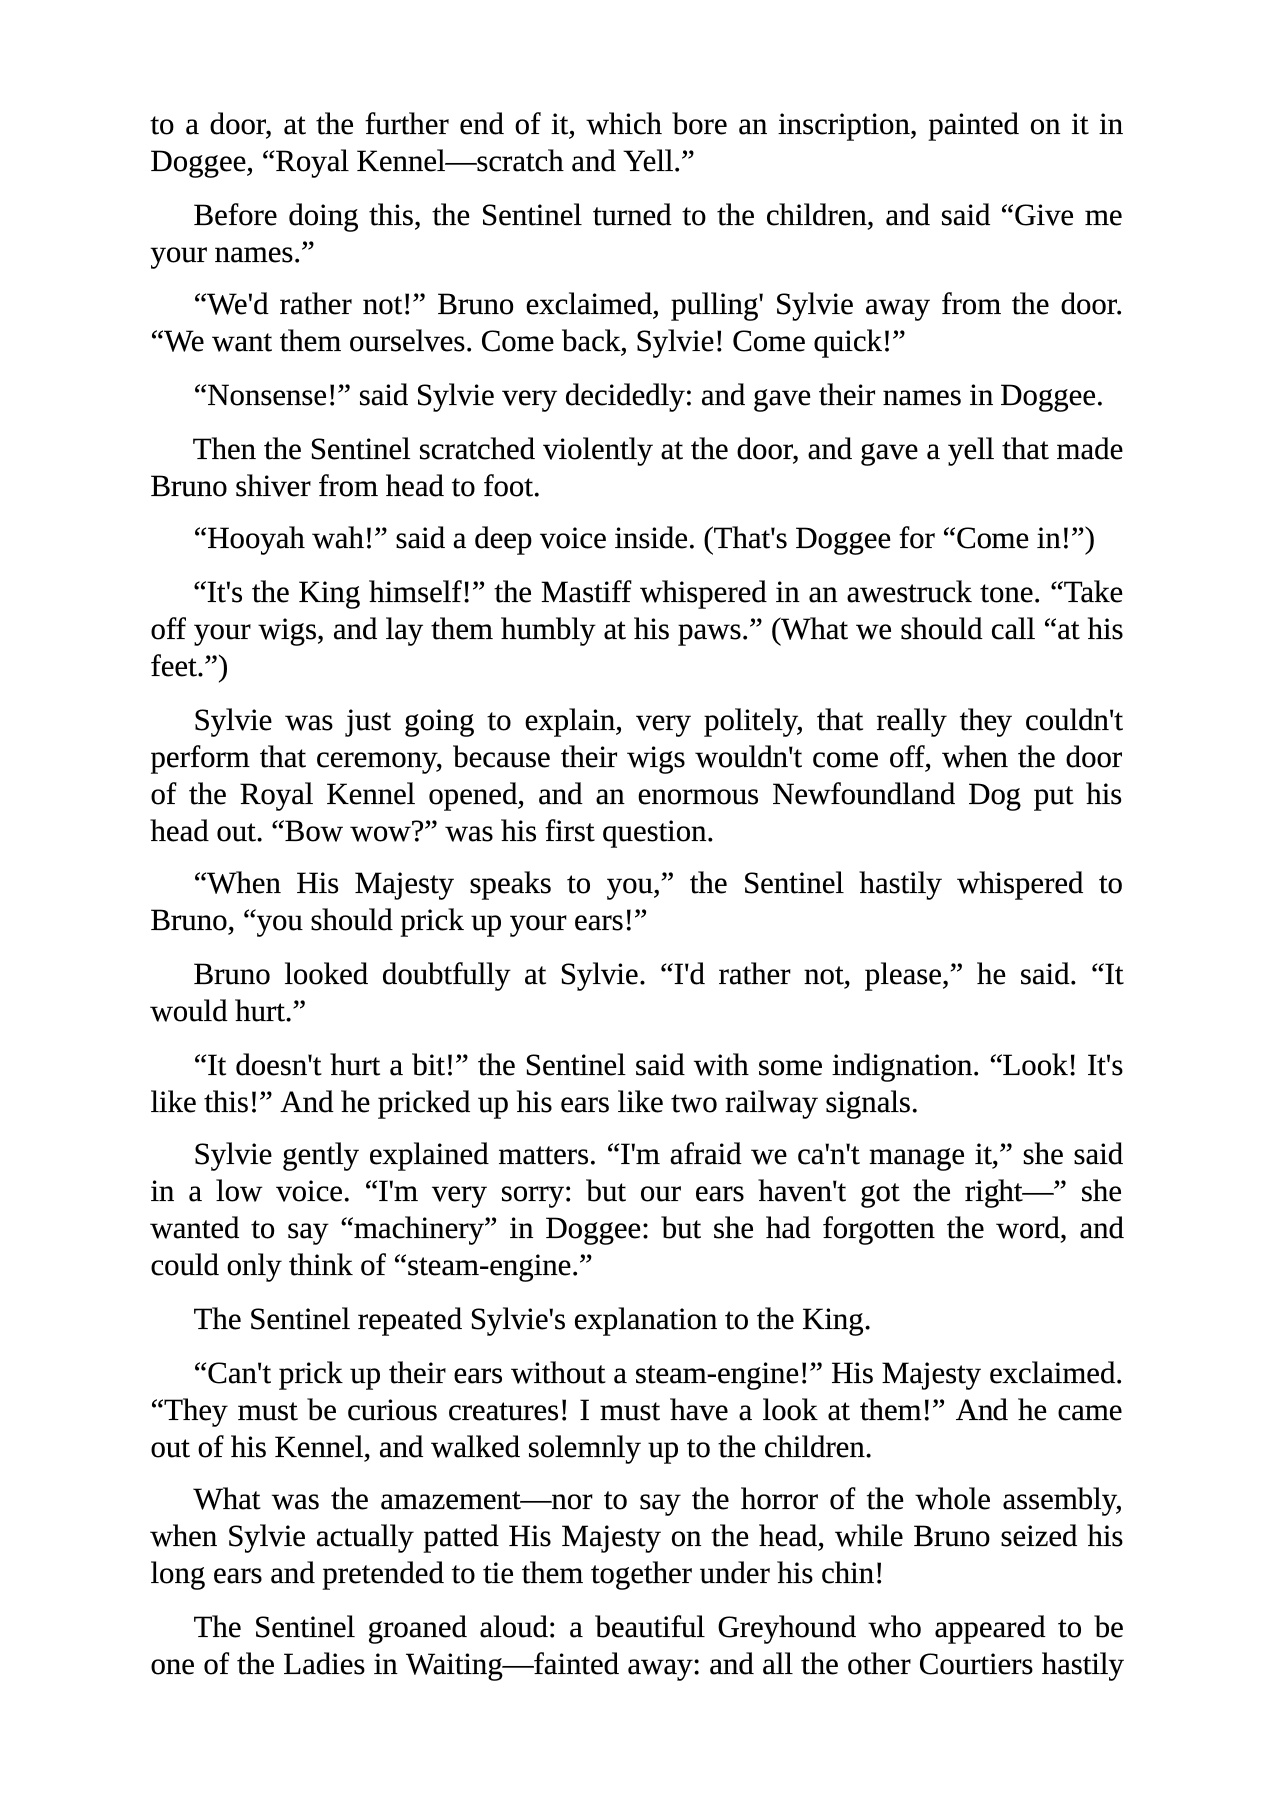 to a door, at the further end of it, which bore an inscription, painted on it in
Doggee, “Royal Kennel—scratch and Yell.”
Before doing this, the Sentinel turned to the children, and said “Give me
your names.”
“We'd rather not!” Bruno exclaimed, pulling' Sylvie away from the door.
“We want them ourselves. Come back, Sylvie! Come quick!”
“Nonsense!” said Sylvie very decidedly: and gave their names in Doggee.
Then the Sentinel scratched violently at the door, and gave a yell that made
Bruno shiver from head to foot.
“Hooyah wah!” said a deep voice inside. (That's Doggee for “Come in!”)
“It's the King himself!” the Mastiff whispered in an awestruck tone. “Take
off your wigs, and lay them humbly at his paws.” (What we should call “at his
feet.”)
Sylvie was just going to explain, very politely, that really they couldn't
perform that ceremony, because their wigs wouldn't come off, when the door
of the Royal Kennel opened, and an enormous Newfoundland Dog put his
head out. “Bow wow?” was his first question.
“When His Majesty speaks to you,” the Sentinel hastily whispered to
Bruno, “you should prick up your ears!”
Bruno looked doubtfully at Sylvie. “I'd rather not, please,” he said. “It
would hurt.”
“It doesn't hurt a bit!” the Sentinel said with some indignation. “Look! It's
like this!” And he pricked up his ears like two railway signals.
Sylvie gently explained matters. “I'm afraid we ca'n't manage it,” she said
in a low voice. “I'm very sorry: but our ears haven't got the right—” she
wanted to say “machinery” in Doggee: but she had forgotten the word, and
could only think of “steam-engine.”
The Sentinel repeated Sylvie's explanation to the King.
“Can't prick up their ears without a steam-engine!” His Majesty exclaimed.
“They must be curious creatures! I must have a look at them!” And he came
out of his Kennel, and walked solemnly up to the children.
What was the amazement—nor to say the horror of the whole assembly,
when Sylvie actually patted His Majesty on the head, while Bruno seized his
long ears and pretended to tie them together under his chin!
The Sentinel groaned aloud: a beautiful Greyhound who appeared to be
one of the Ladies in Waiting—fainted away: and all the other Courtiers hastily